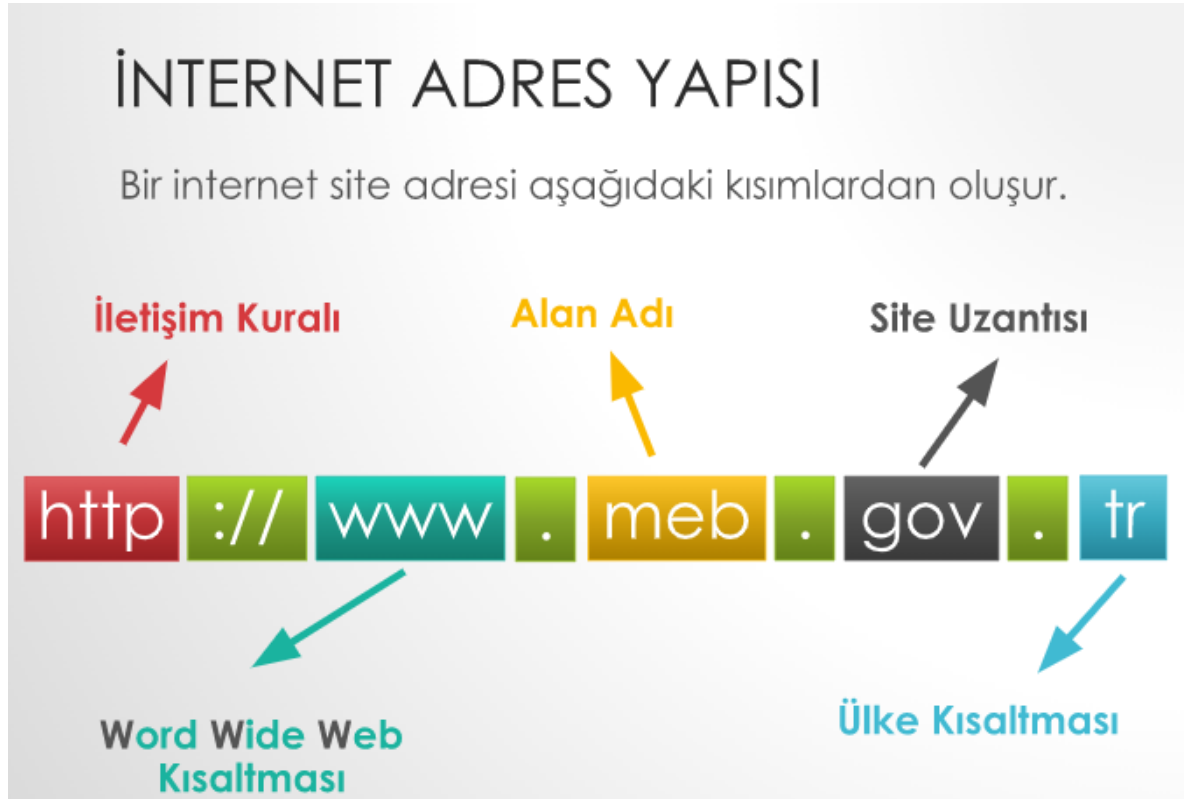 İNTERNET ADRES YAPISI
Bir internet site adresi aşağıdaki kısımlardan oluşur.
İletişim Kuralı
Alan Adı
Site Uzantısı
http :// www . meb . gov . tr
Word Wide Web
Kısaltması
Ülke Kısaltması